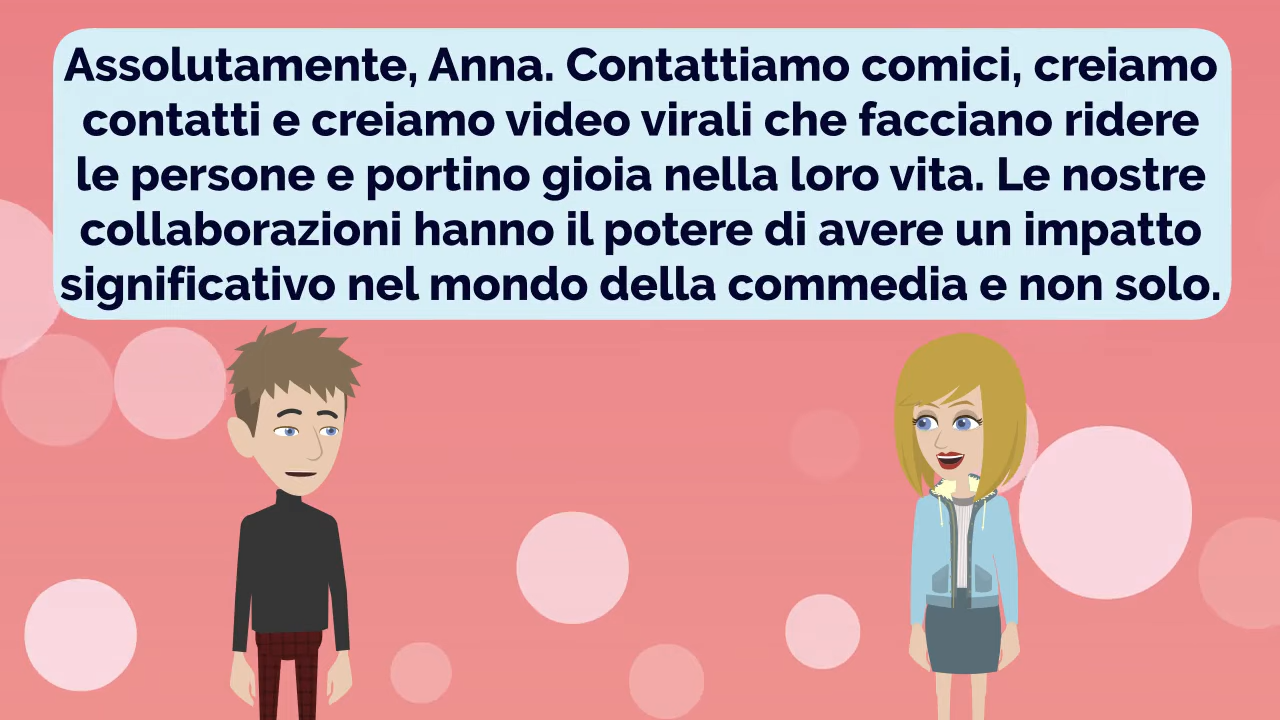 Assolutamente, Anna. Contattiamo comici, creiamo
contatti e creiamo video virali che facciano ridere
le persone e portino gioia nella loro vita. Le nostre
collaborazioni hanno il potere di avere un impatto
significativo nel mondo della commedia e non solo.